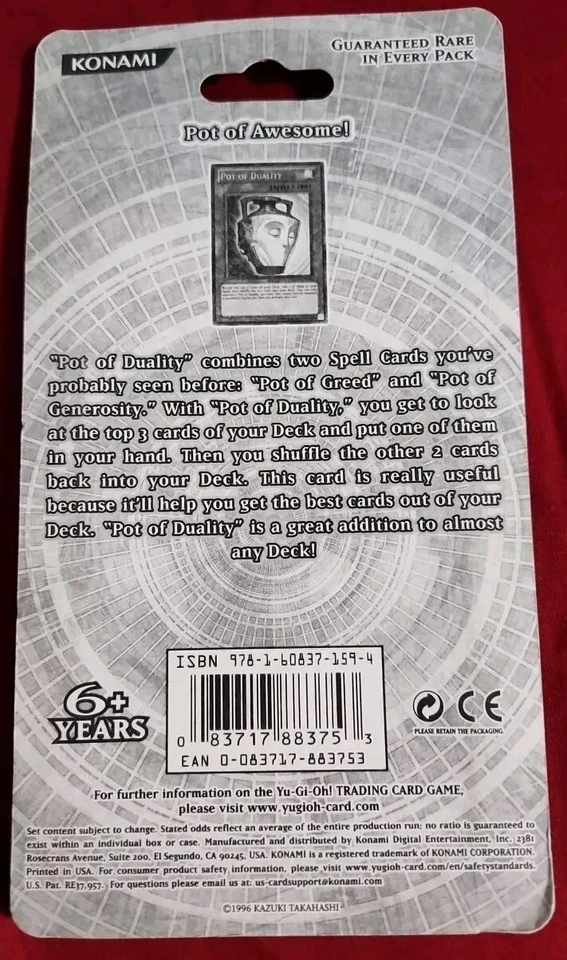 KONAMI
GUARANTEED RARE
IN EVERY PACK
Pot of Awesome!
POT OF DUALITY
"Pot of Duality" combines two Spell Cards you've
probably seen before: "Pot of Greed" and "Pot of
Generosity." With "Pot of Duality," you get to look
at the top 3 cards of your Deck and put one of them
in your hand. Then you shuffle the other 2 cards
back into your Deck. This card is really useful
because it'll help you get the best cards out of your
Deck. "Pot of Duality" is a great addition to almost
any Deck!
ISBN 978-1-60837-159-4
0 83717 88375 3
EAN 0-083717-883753
6+
YEARS
CE
PLEASE RETAIN THE PACKAGING
For further information on the Yu-Gi-Oh! TRADING CARD GAME,
please visit www.yugioh-card.com
Set content subject to change. Stated odds reflect an average of the entire production run; no ratio is guaranteed to
exist within an individual box or case. Manufactured and distributed by Konami Digital Entertainment, Inc. 2381
Rosecrans Avenue, Suite 200, El Segundo, CA 90245, USA. KONAMI is a registered trademark of KONAMI CORPORATION.
Printed in USA. For consumer product safety information, please visit www.yugioh-card.com/en/safetystandards.
U.S. Pat. RE37,957. For questions please email us at: us-cardsupport@konami.com
©1996 KAZUKI TAKAHASHI